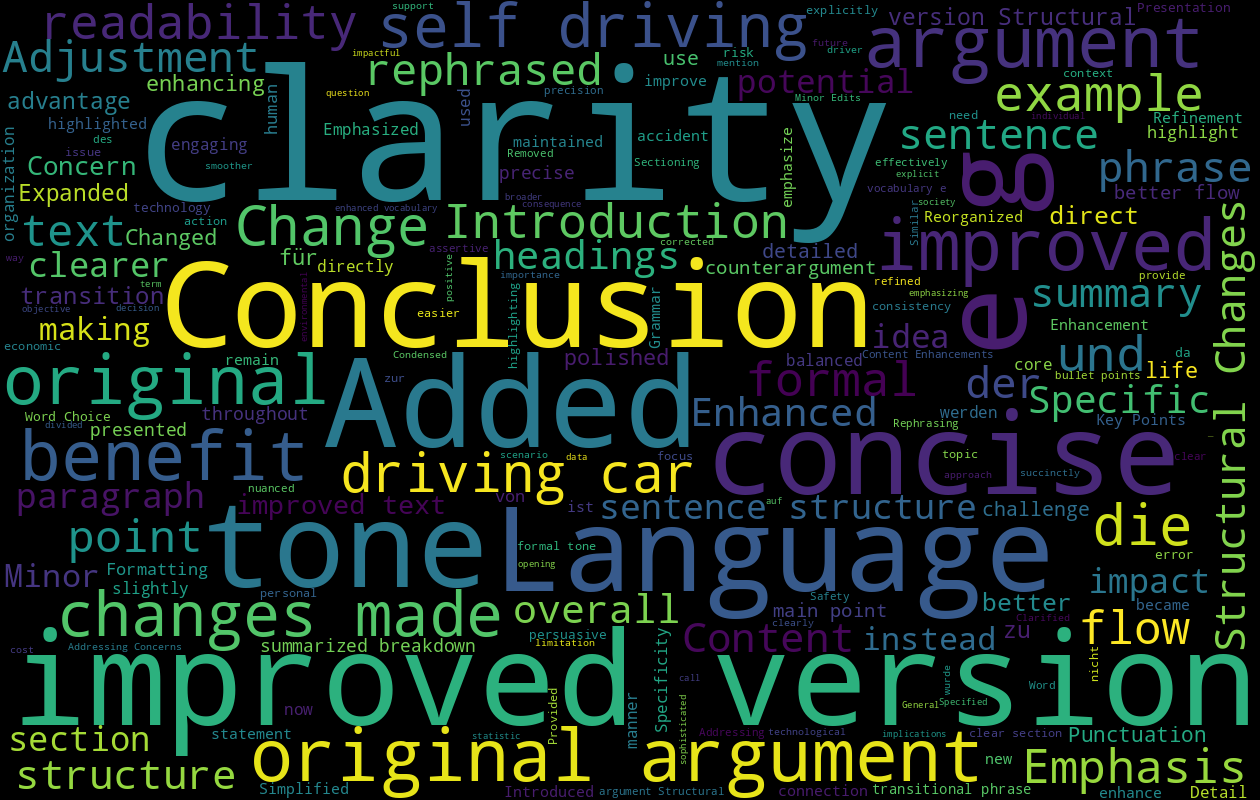 support
explicitly
Presentation
readability
self driving
version Structural
argument
future
driver
Adjustment
impactful
rephrased
use
risk
mention
context
enhancing
question
improve
potential
example
precision
Minor Edits
advantage
human
used
clarity
need
individual
Refinement
highlighted
Emphasized
accident
sentence
highlight
des
engaging
maintained
emphasize
issue
Removed
Sectioning
effectively
e g
phrase
Concern
smoother
precise
explicit
organization
Expanded
vocabulary e
better flow
broader
technology
enhanced vocabulary
consequence
society
action
Change
Introduction
Similar
Reorganized
direct
text
Changed
assertive
corrected
improved
way
für
headings
detailed
clearer
directly
positive
importance
counterargument
term
provide
transition
Conclusion
refined
summary
objective
decision
environmental
highlighting
emphasizing
making
easier
Grammar
consistency
Enhancement
idea
economic
remain
Condensed
polished
balanced
Content Enhancements
und
da
core
original
zur
Added
formal
der
bullet points
life
Structural Changes
throughout
Enhanced
Specific
Word Choice
werden
Key Points
divided
presented
Rephrasing
benefit
scenario
data
focus
concise
topic
clear
driving car
approach
succinctly
nuanced
paragraph
improved text
von
ist
sentence structure
auf
challenge
point
tone
Language
die
formal tone
error
Minor
Formatting
opening
slightly
impact
personal
Safety
changes made
overall
main point
better
became
clearly
Clarified
persuasive
Content
instead
zu
flow
cost
Addressing Concerns
summarized breakdown
limitation
Specificity
nicht
improved version
call
wurde
Word
now
Provided
manner
sophisticated
General
Specified
section
statement
statistic
original argument
Addressing
technological
implications
clear section
Punctuation
structure
new
Emphasis
Simplified
Introduced
argument Structural
connection
transitional phrase
enhance
Detail